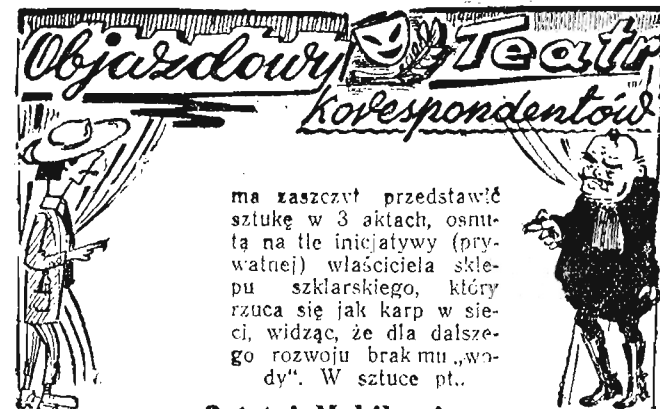 Objazdowy Teatr
korespondentów
ma zaszczyt przedstawić
sztukę w 3 aktach, osnu-
tą na tle inicjatywy (pry-
watnej) właściciela skle-
pu szklarskiego, który
rzuca się jak karp w sie-
ci, widząc, że dla dalsze-
go rozwoju brak mu „wo-
dy". W sztuce pt..